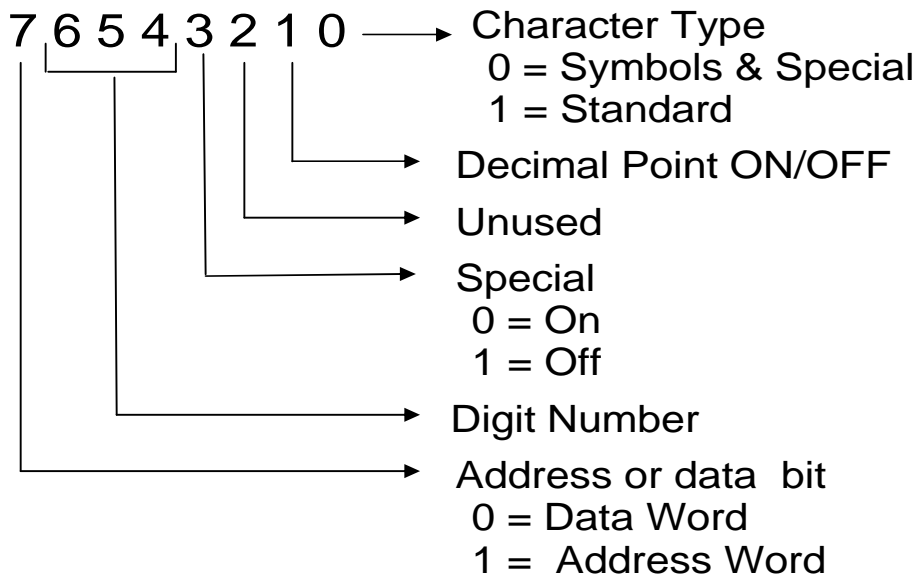 7 6 5 4 3 2 1 0
Character Type
0 = Symbols & Special
1 = Standard
Decimal Point ON/OFF
Unused
Special
0 = On
1 = Off
Digit Number
Address or data bit
0 = Data Word
1 = Address Word